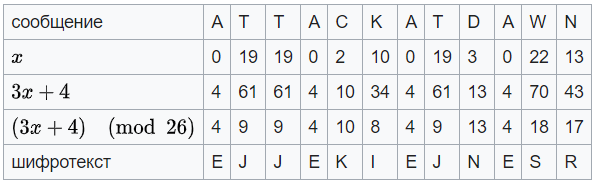 сообщение A T T A C K A T D A W N
x 0 19 19 0 2 10 0 19 3 0 22 13
3x + 4 4 61 61 4 10 34 4 61 13 4 70 43
(3x + 4) (mod 26) 4 9 9 4 10 8 4 9 13 4 18 17
шифротекст E J J E K I E J N E S R